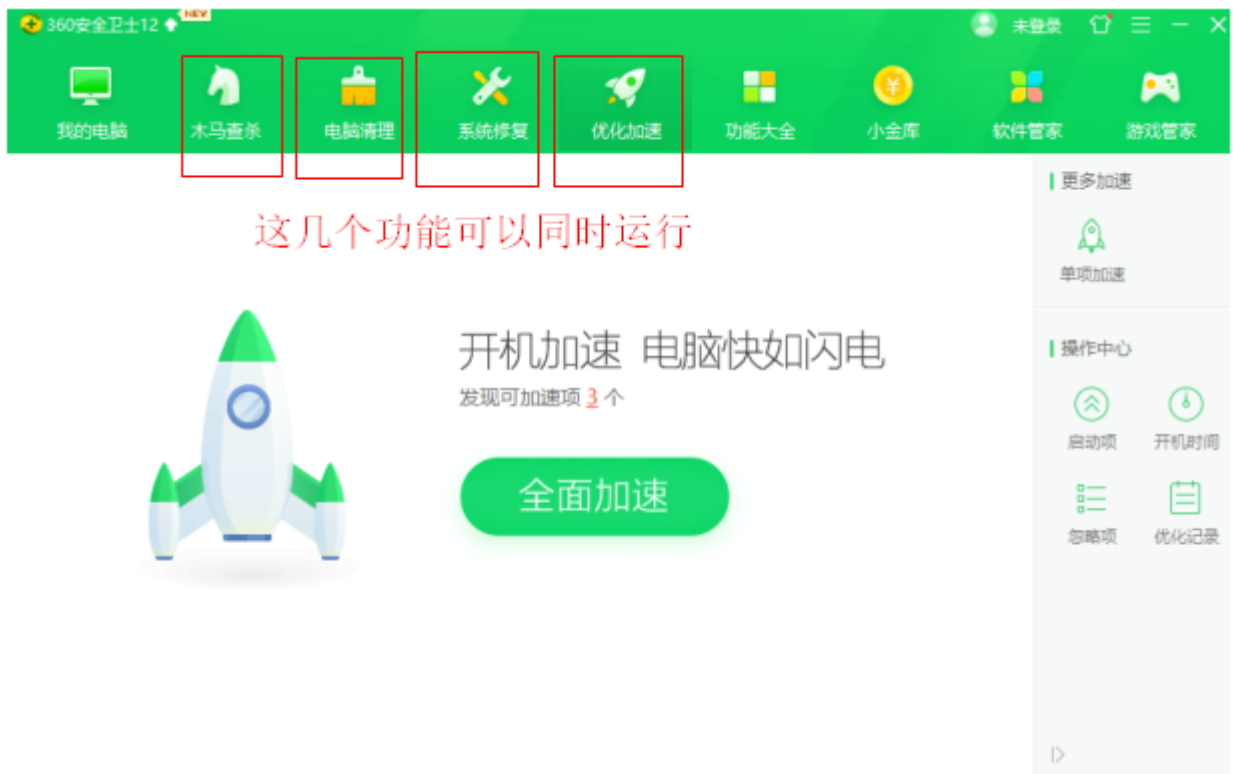 360安全卫士12
NEW
未登录
我的电脑
木马查杀
电脑清理
系统修复
优化加速
功能大全
小金库
软件管家
游戏管家
这几个功能可以同时运行
开机加速 电脑快如闪电
发现可加速项 3 个
全面加速
更多加速
单项加速
操作中心
启动项
开机时间
忽略项
优化记录